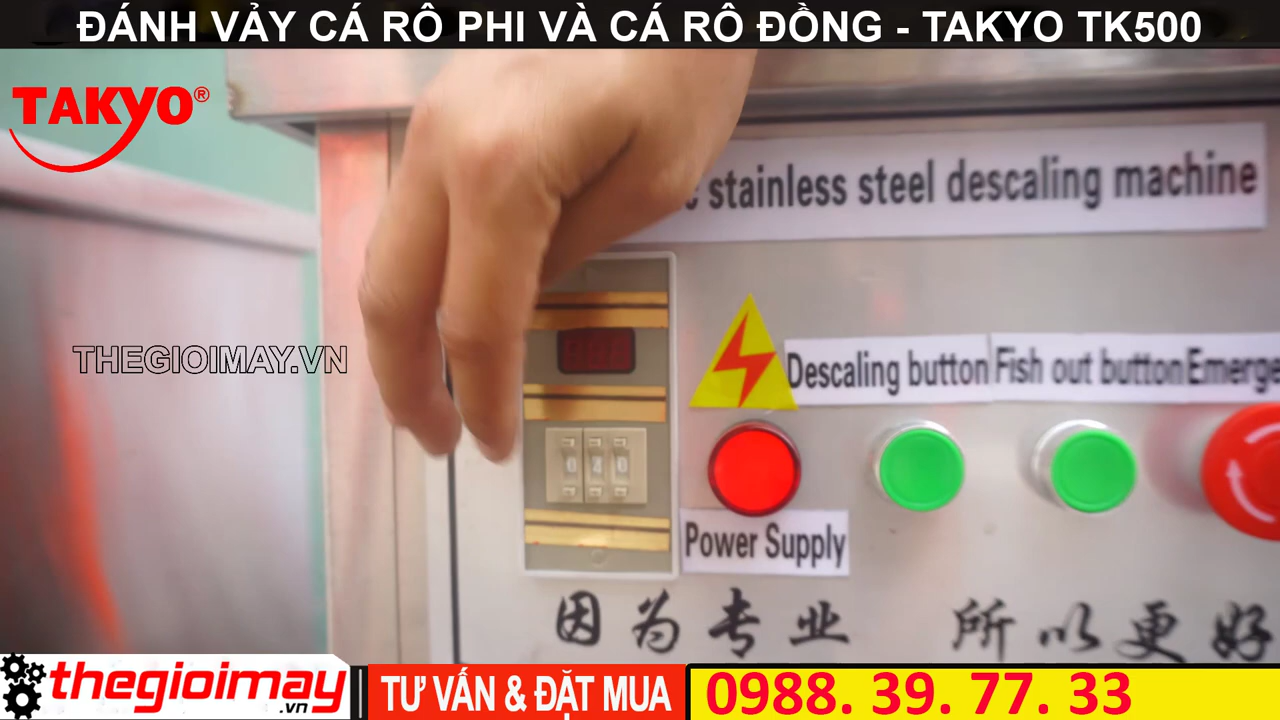 ĐÁNH VẢY CÁ RÔ PHI VÀ CÁ RÔ ĐỒNG - TAKYO TK500
TAKYO®
stainless steel descaling machine
THEGIOIMAY.VN
Descaling button
Fish out button
Power Supply
因为专业 所以更好
thegioimay.vn
TƯ VẤN & ĐẶT MUA
0988. 39. 77. 33